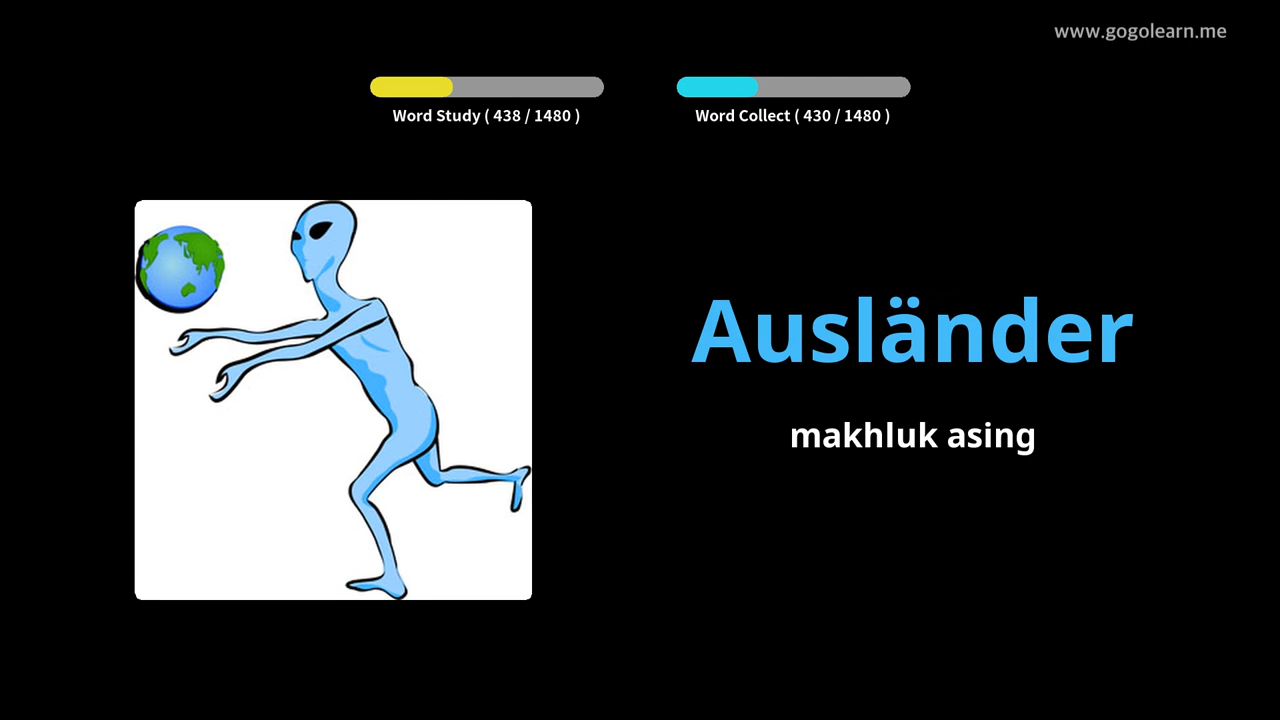 www.gogolearn.me
Word Study ( 438 / 1480 )
Word Collect ( 430 / 1480 )
Ausländer
makhluk asing